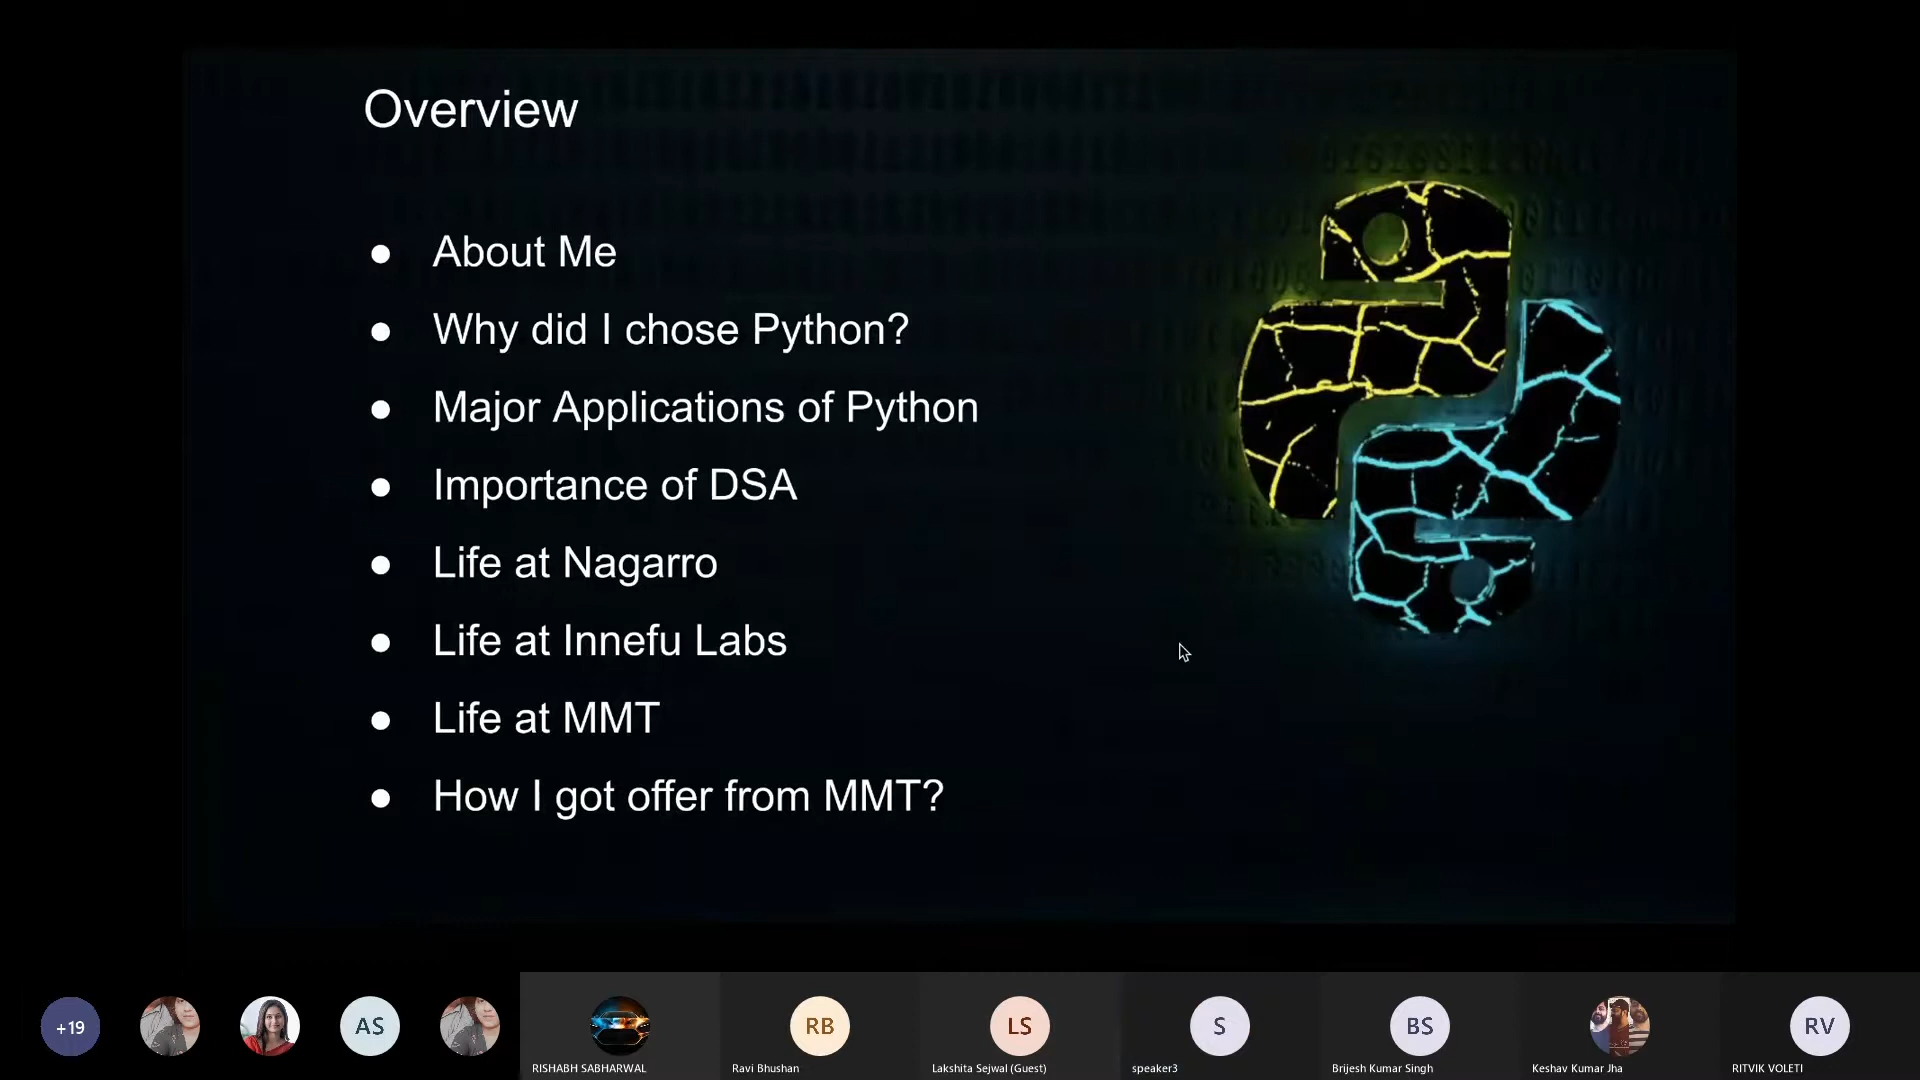 Overview
● About Me
● Why did I chose Python?
● Major Applications of Python
● Importance of DSA
● Life at Nagarro
● Life at Innefu Labs
● Life at MMT
● How I got offer from MMT?
+19
AS
RB
LS
S
BS
RV
RISHABH SABHARWAL
Ravi Bhushan
Lakshita Sejwal (Guest)
speaker3
Brijesh Kumar Singh
Keshav Kumar Jha
RITVIK VOLETI